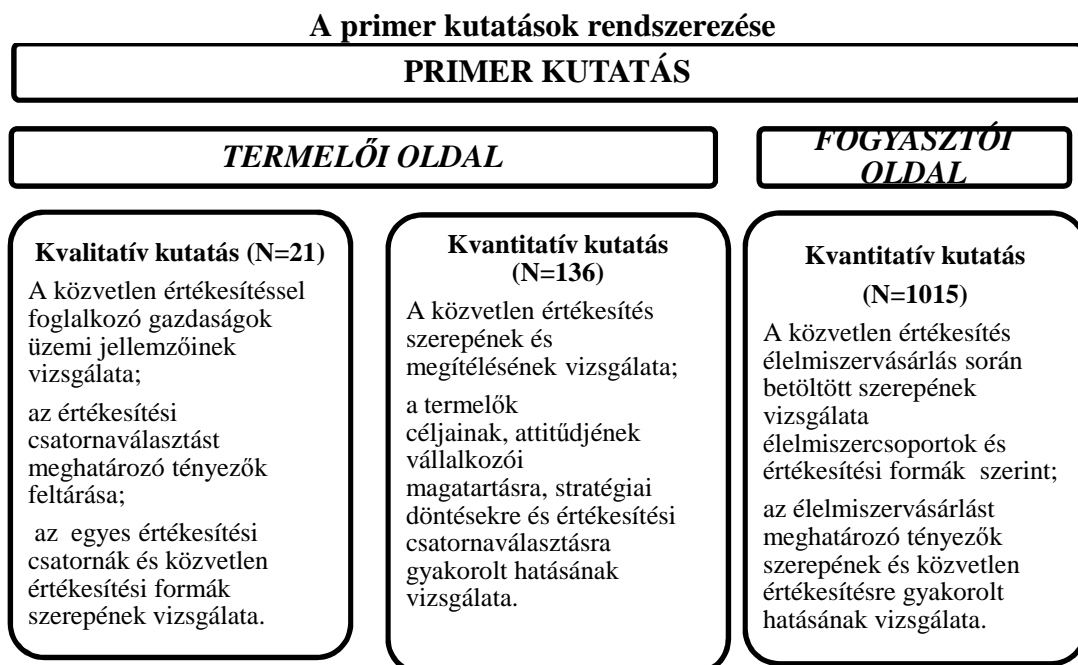 A primer kutatások rendszerezése
PRIMER KUTATÁS
TERMELŐI OLDAL
FOGYASZTÓI
OLDAL
Kvalitatív kutatás (N=21)
A közvetlen értékesítéssel
foglalkozó gazdaságok
üzemi jellemzőinek
vizsgálata;
az értékesítési
csatornaválasztást
meghatározó tényezők
feltárása;
az egyes értékesítési
csatornák és közvetlen
értékesítési formák
szerepének vizsgálata.
Kvantitatív kutatás
(N=136)
A közvetlen értékesítés
szerepének és
megítélésének vizsgálata;
a termelők
céljainak, attitűdjének
vállalkozói
magatartásra, stratégiai
döntésekre és értékesítési
csatornaválasztásra
gyakorolt hatásának
vizsgálata.
Kvantitatív kutatás
(N=1015)
A közvetlen értékesítés
élelmiszervásárlás során
betöltött szerepének
vizsgálata
élelmiszercsoportok és
értékesítési formák szerint;
az élelmiszervásárlást
meghatározó tényezők
szerepének és közvetlen
értékesítésre gyakorolt
hatásának vizsgálata.